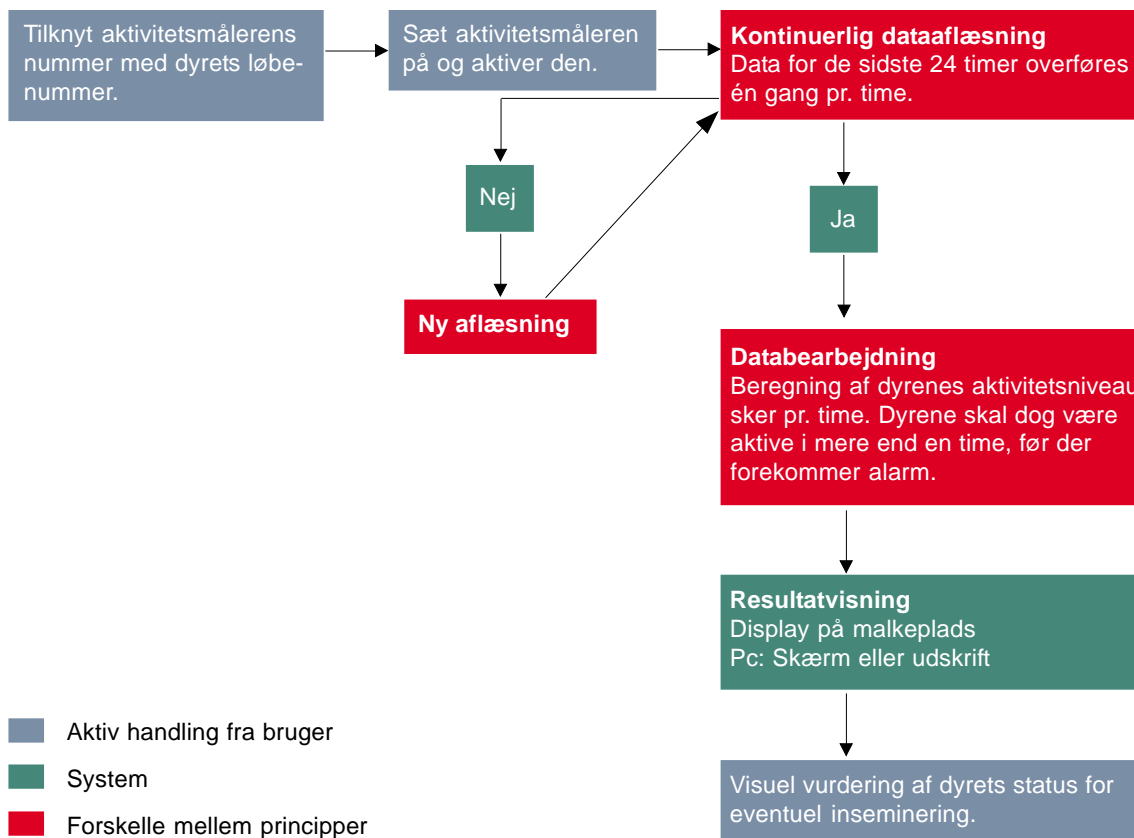 Tilknyt aktivitetsmålerens
nummer med dyrets løbe-
nummer.
Sæt aktivitetsmåleren
på og aktiver den.
Kontinuerlig dataaflæsning
Data for de sidste 24 timer overføres
én gang pr. time.
Nej
Ja
Ny aflæsning
Databearbejdning
Beregning af dyrenes aktivitetsniveau
sker pr. time. Dyrene skal dog være
aktive i mere end en time, før der
forekommer alarm.
Resultatvisning
Display på malkeplads
Pc: Skærm eller udskrift
Visuel vurdering af dyrets status for
eventuel inseminering.
Aktiv handling fra bruger
System
Forskelle mellem principper